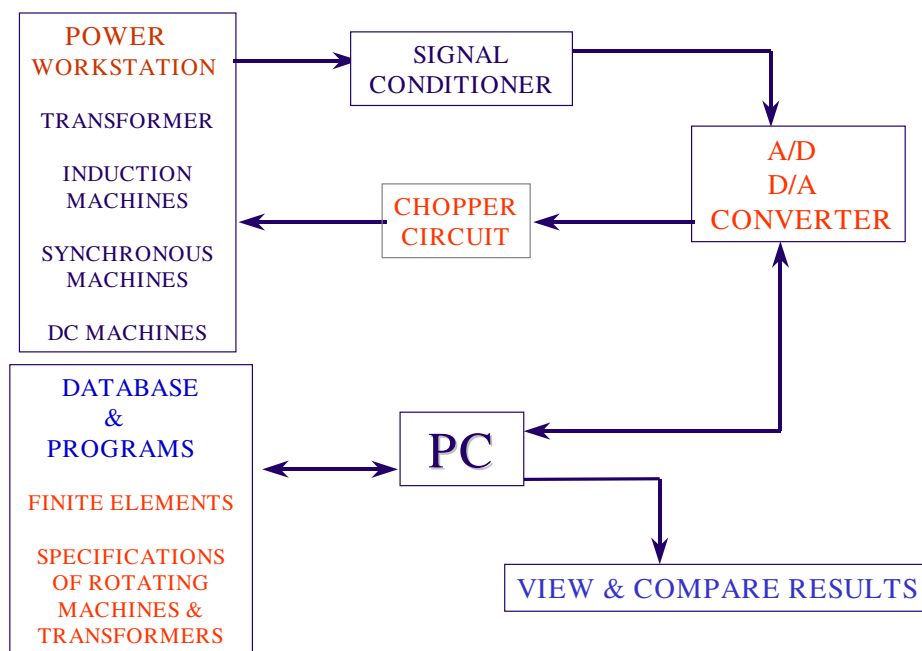 POWER
WORKSTATION
TRANSFORMER
INDUCTION
MACHINES
SYNCHRONOUS
MACHINES
DC MACHINES
SIGNAL
CONDITIONER
A/D
D/A
CONVERTER
CHOPPER
CIRCUIT
DATABASE
&
PROGRAMS
FINITE ELEMENTS
SPECIFICATIONS
OF ROTATING
MACHINES &
TRANSFORMERS
PC
VIEW & COMPARE RESULTS